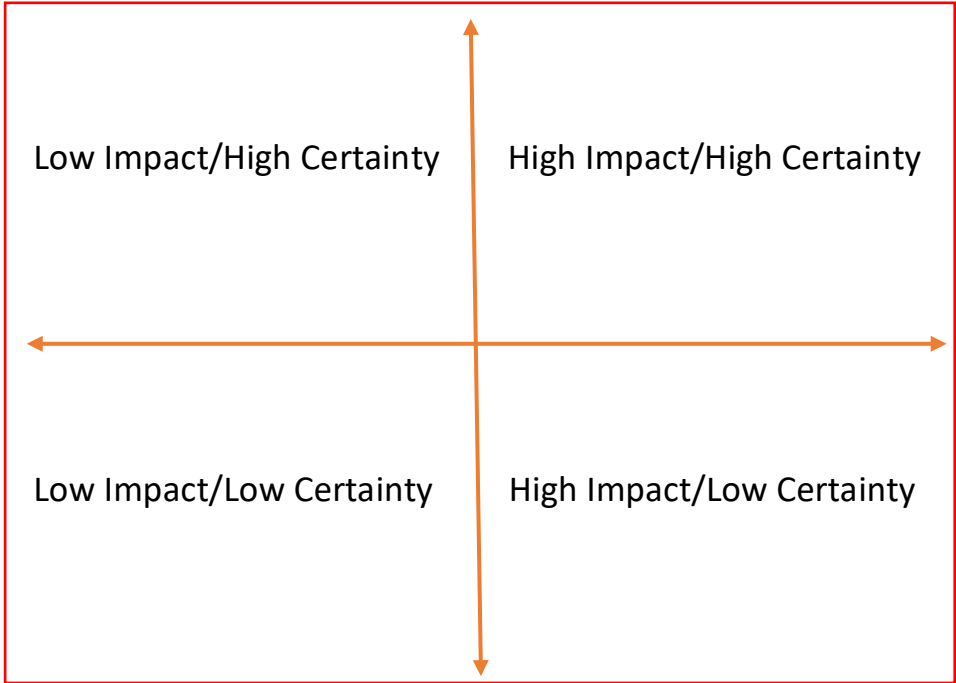 Low Impact/High Certainty
High Impact/High Certainty
Low Impact/Low Certainty
High Impact/Low Certainty